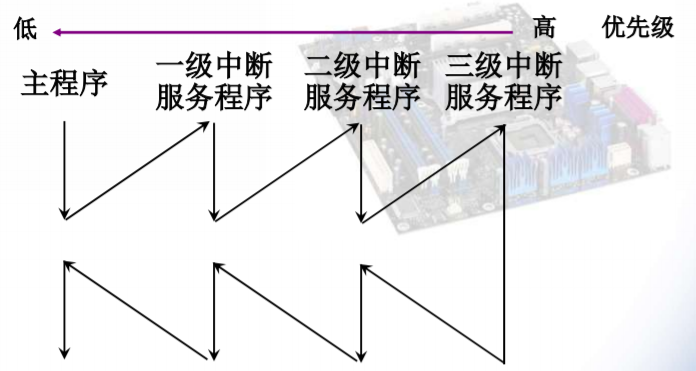 低 高 优先级
主程序 一级中断 二级中断 三级中断
服务程序 服务程序 服务程序